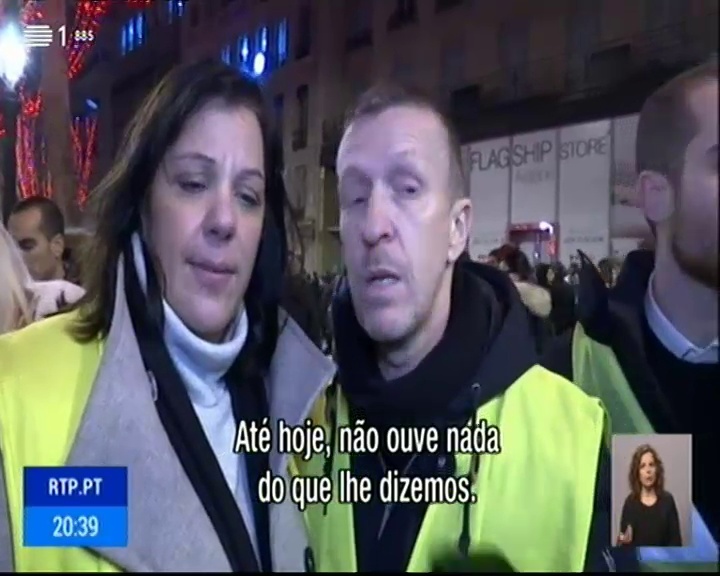 1 885
FLAGSHIP STORE
Até hoje, não ouve nada
do que lhe dizemos.
RTP.PT
20:39